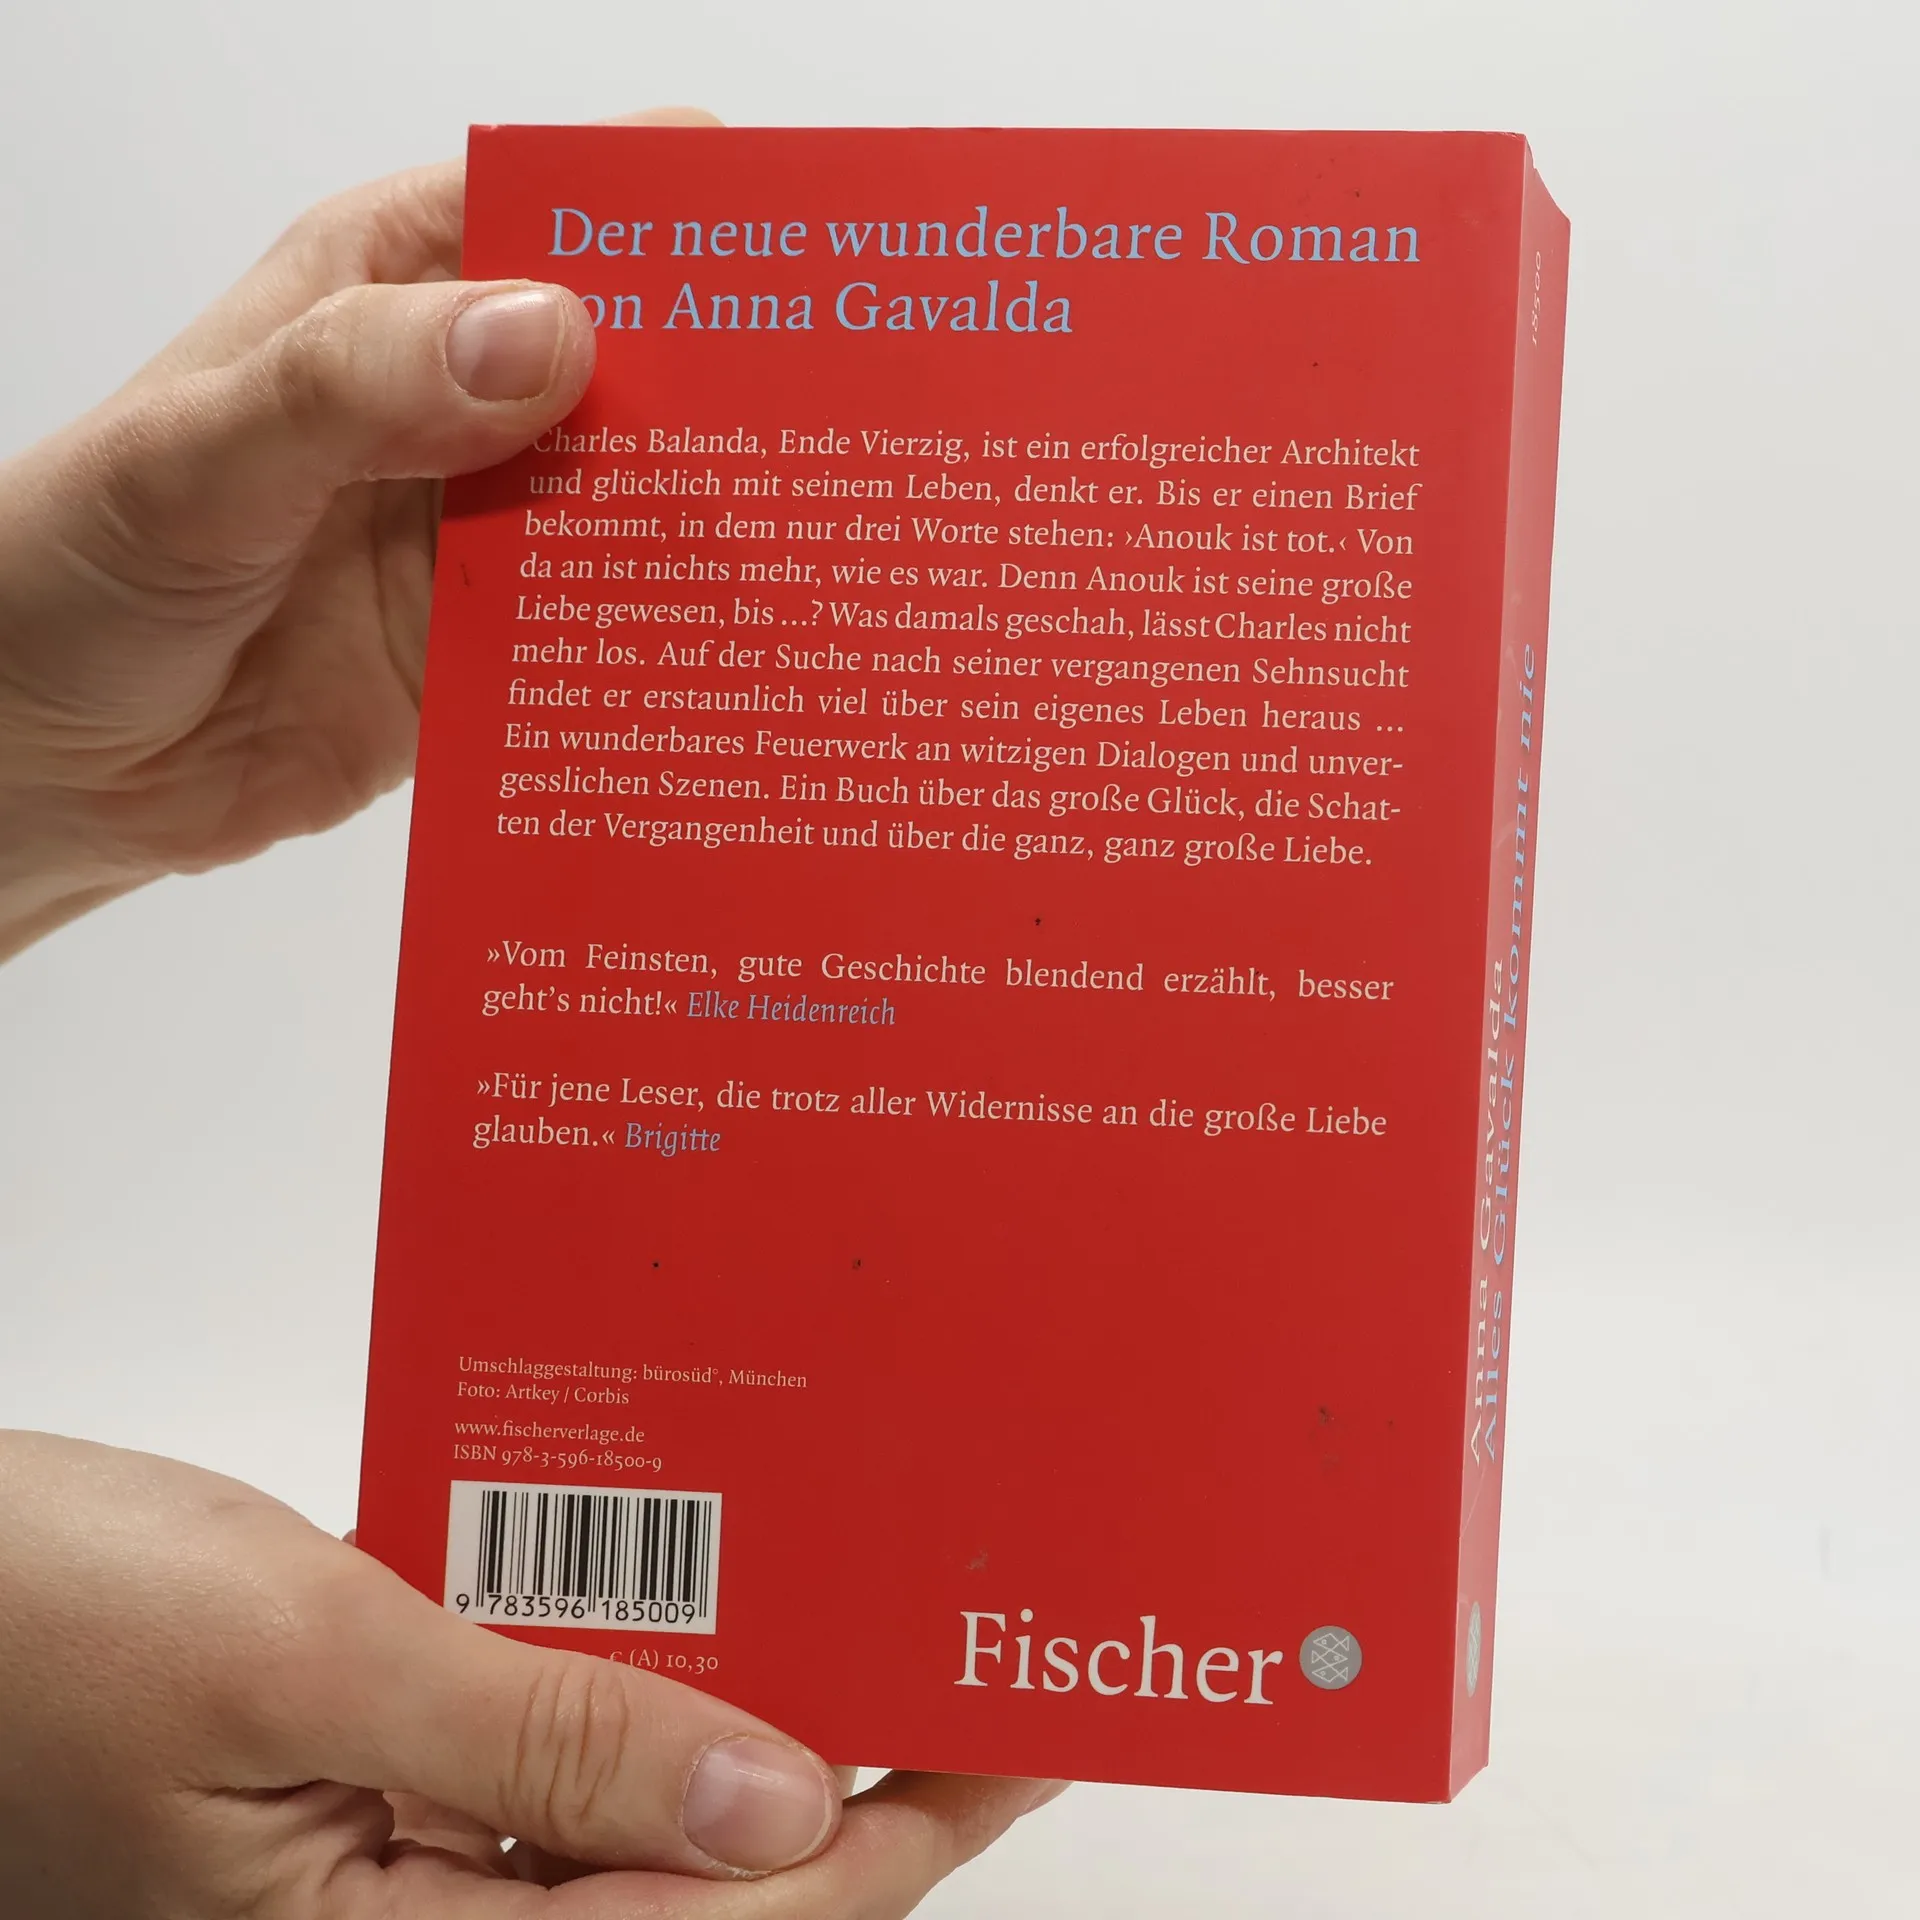 Der neue wunderbare Roman
on Anna Gavalda
Charles Balanda, Ende Vierzig, ist ein erfolgreicher Architekt
und glücklich mit seinem Leben, denkt er. Bis er einen Brief
bekommt, in dem nur drei Worte stehen: ›Anouk ist tot.‹ Von
da an ist nichts mehr, wie es war. Denn Anouk ist seine große
Liebe gewesen, bis ...? Was damals geschah, lässt Charles nicht
mehr los. Auf der Suche nach seiner vergangenen Sehnsucht
findet er erstaunlich viel über sein eigenes Leben heraus ...
Ein wunderbares Feuerwerk an witzigen Dialogen und unver-
gesslichen Szenen. Ein Buch über das große Glück, die Schat-
ten der Vergangenheit und über die ganz, ganz große Liebe.
»Vom Feinsten, gute Geschichte blendend erzählt, besser
geht’s nicht!« Elke Heidenreich
»Für jene Leser, die trotz aller Widernisse an die große Liebe
glauben.« Brigitte
Umschlaggestaltung: bürosüd°, München
Foto: Artkey / Corbis
www.fischerverlage.de
ISBN 978-3-596-18500-9
9 783596 185009
€ (A) 10,30
Fischer
18500
Anna Gavalda
Alles Glück kommt nie